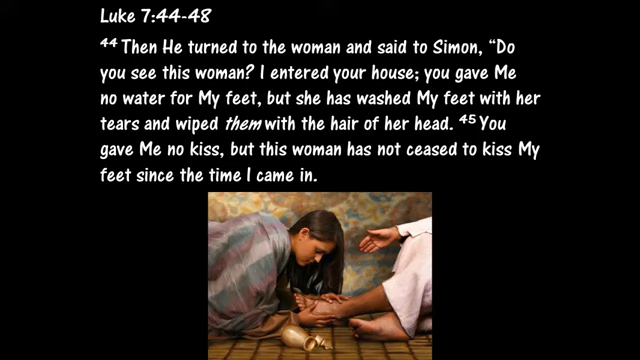 Luke 7:44-48
44 Then He turned to the woman and said to Simon, “Do
you see this woman? I entered your house; you gave Me
no water for My feet, but she has washed My feet with her
tears and wiped them with the hair of her head. 45 You
gave Me no kiss, but this woman has not ceased to kiss My
feet since the time I came in.